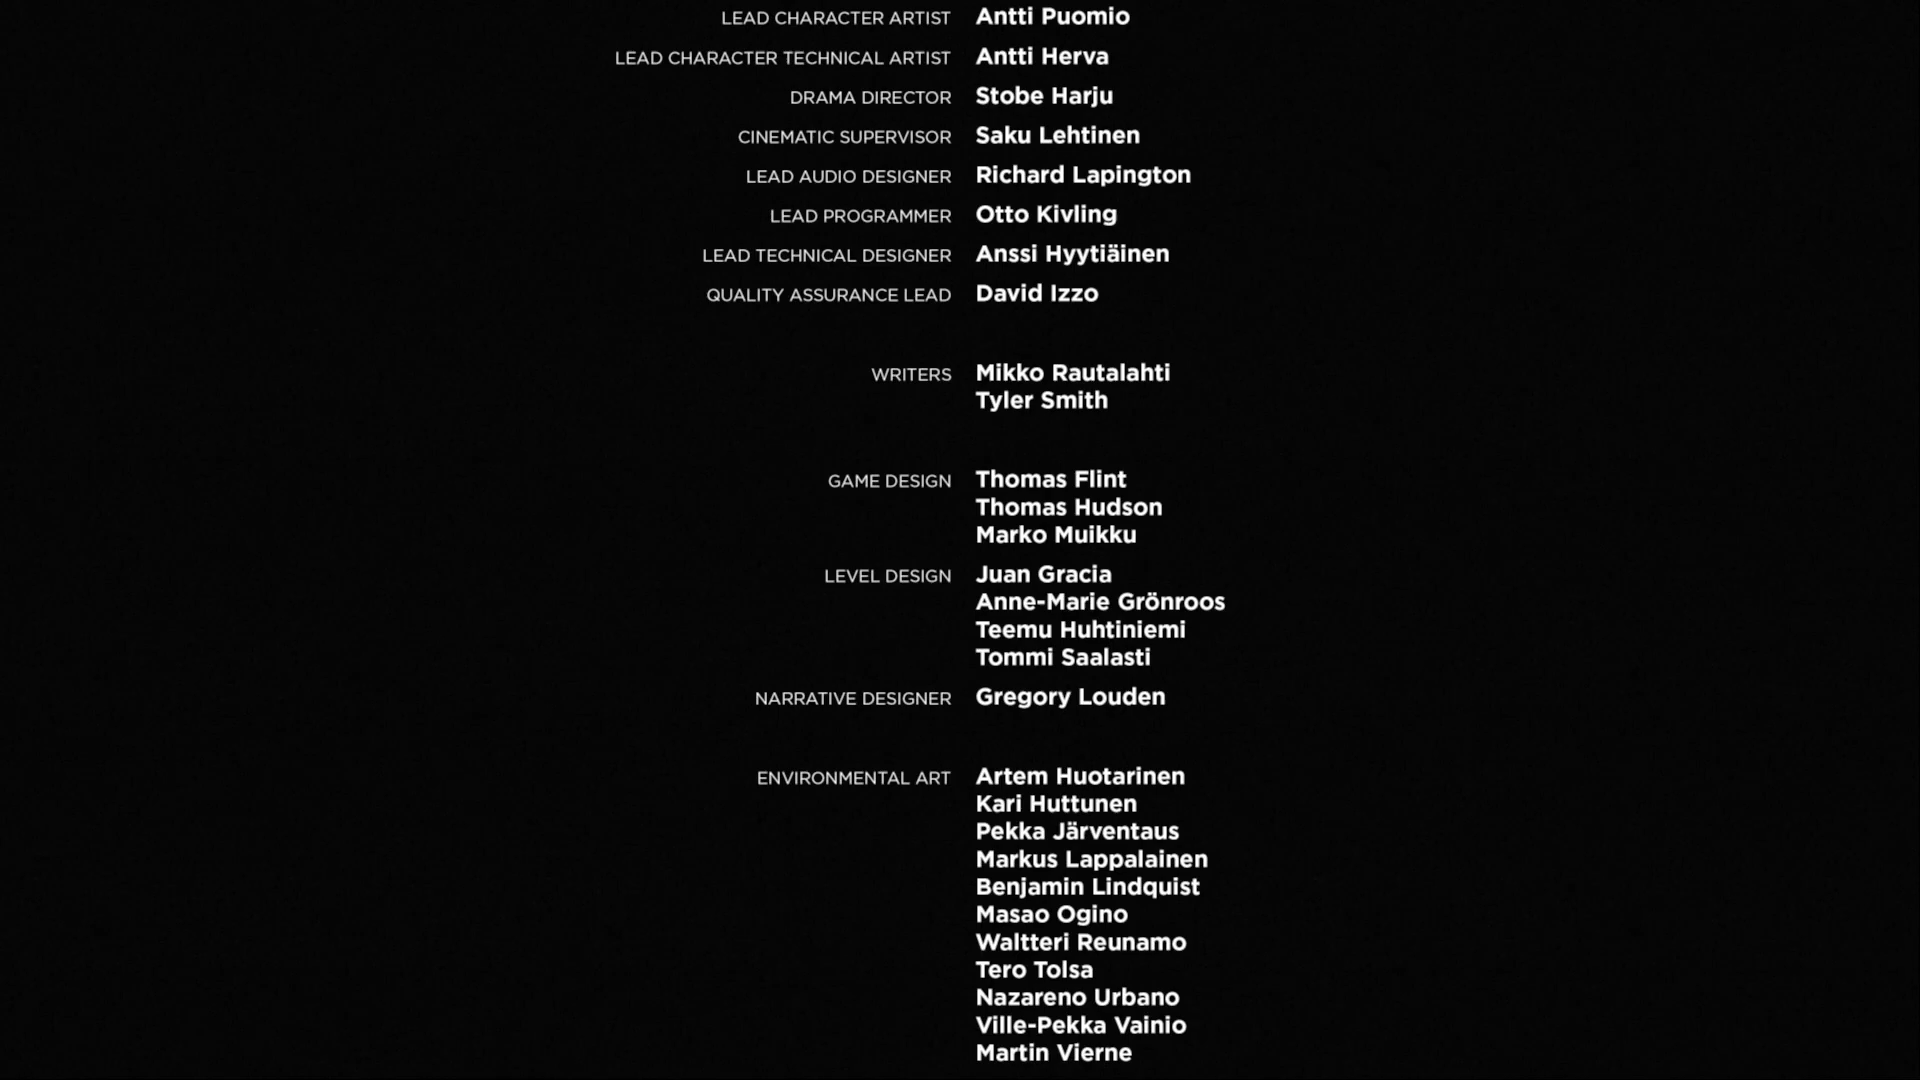 LEAD CHARACTER ARTIST Antti Puomio
LEAD CHARACTER TECHNICAL ARTIST Antti Herva
DRAMA DIRECTOR Stobe Harju
CINEMATIC SUPERVISOR Saku Lehtinen
LEAD AUDIO DESIGNER Richard Lapington
LEAD PROGRAMMER Otto Kivling
LEAD TECHNICAL DESIGNER Anssi Hyytiäinen
QUALITY ASSURANCE LEAD David Izzo
WRITERS Mikko Rautalahti
Tyler Smith
GAME DESIGN Thomas Flint
Thomas Hudson
Marko Muikku
LEVEL DESIGN Juan Gracia
Anne-Marie Grönroos
Teemu Huhtiniemi
Tommi Saalasti
NARRATIVE DESIGNER Gregory Louden
ENVIRONMENTAL ART Artem Huotarinen
Kari Huttunen
Pekka Järventaus
Markus Lappalainen
Benjamin Lindquist
Masao Ogino
Waltteri Reunamo
Tero Tolsa
Nazareno Urbano
Ville-Pekka Vainio
Martin Vierne